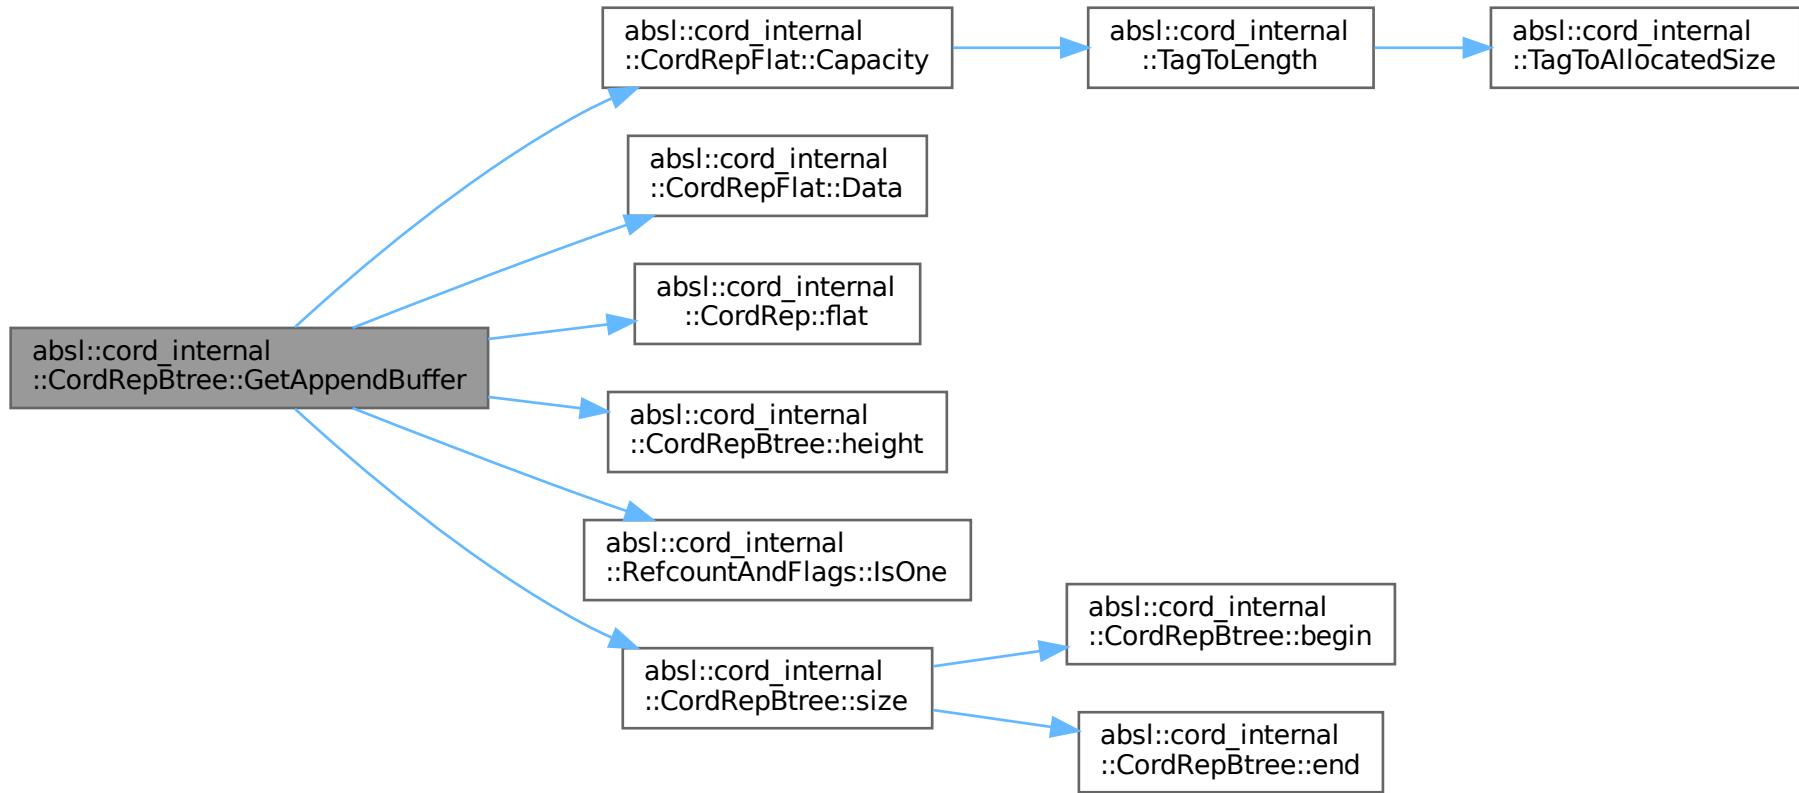 absl::cord_internal
::CordRepBtree::GetAppendBuffer
absl::cord_internal
::CordRepFlat::Capacity
absl::cord_internal
::TagToLength
absl::cord_internal
::TagToAllocatedSize
absl::cord_internal
::CordRepFlat::Data
absl::cord_internal
::CordRep::flat
absl::cord_internal
::CordRepBtree::height
absl::cord_internal
::RefcountAndFlags::IsOne
absl::cord_internal
::CordRepBtree::size
absl::cord_internal
::CordRepBtree::begin
absl::cord_internal
::CordRepBtree::end